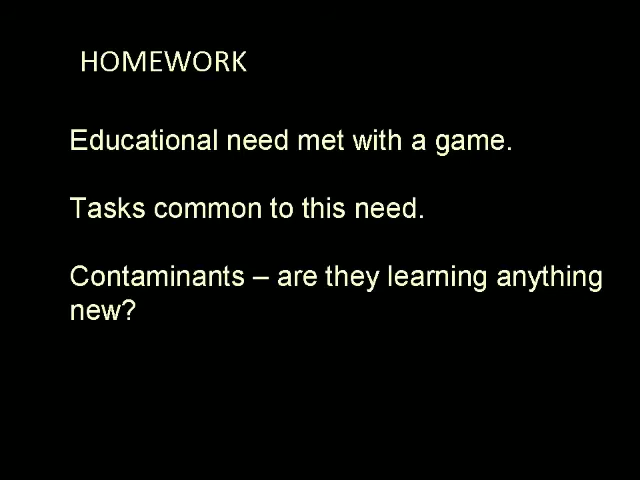 HOMEWORK
Educational need met with a game.
Tasks common to this need.
Contaminants – are they learning anything
new?